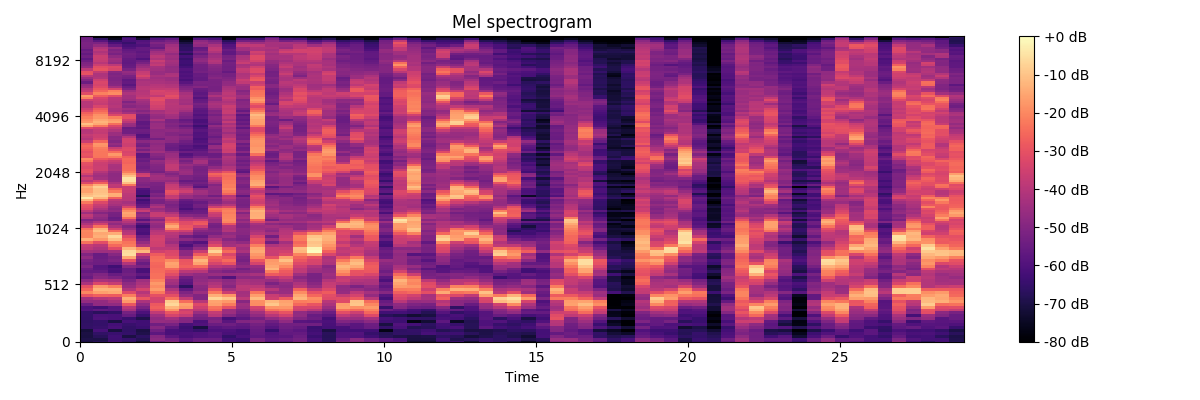 Mel spectrogram
Hz
8192
4096
2048
1024
512
0
0 5 10 15 20 25
Time
+0 dB
-10 dB
-20 dB
-30 dB
-40 dB
-50 dB
-60 dB
-70 dB
-80 dB